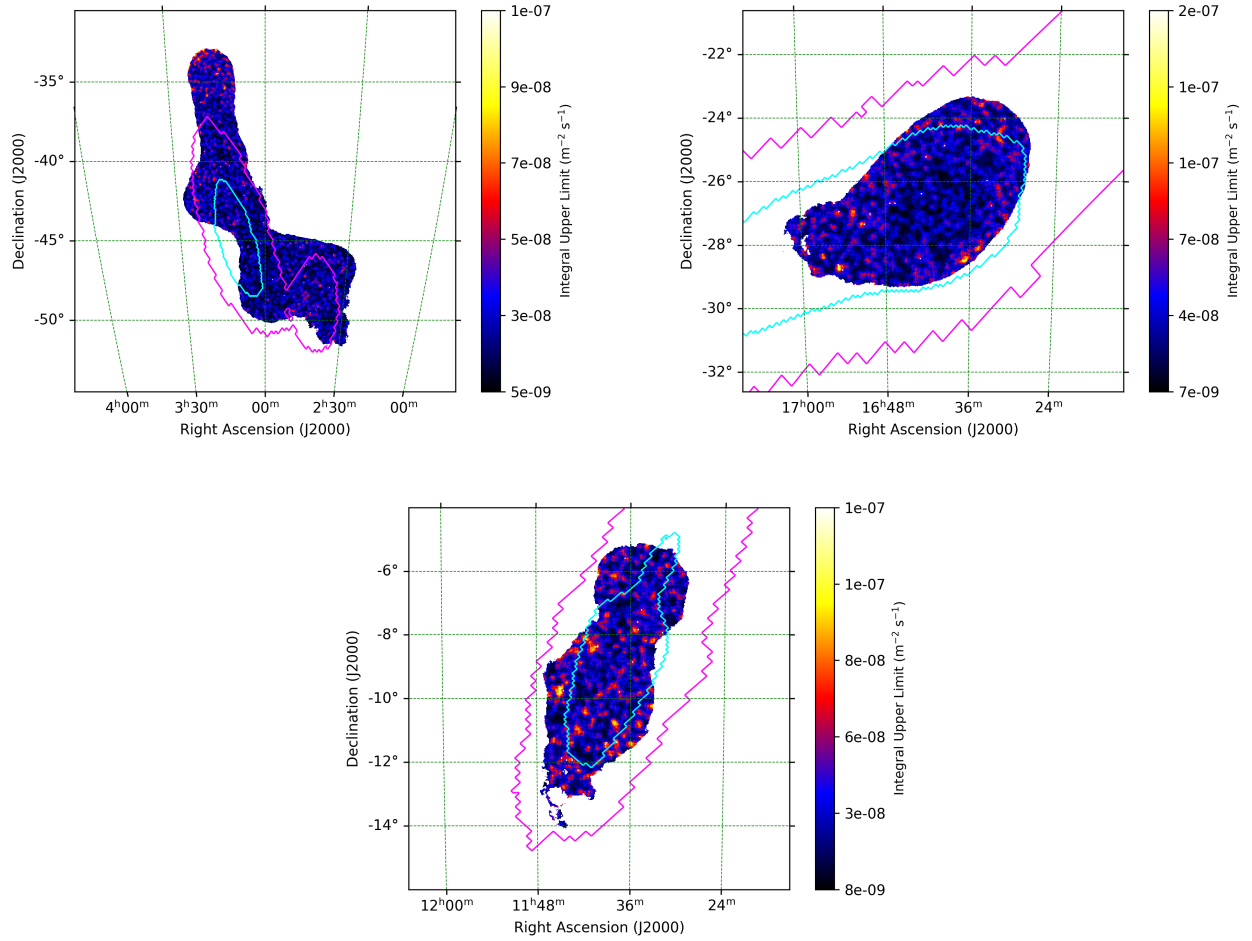 1e-07
9e-08
7e-08
5e-08
3e-08
5e-09
Integral Upper Limit (m⁻² s⁻¹)
-35°
-40°
-45°
-50°
Declination (J2000)
4ʰ00ᵐ 3ʰ30ᵐ 00ᵐ 2ʰ30ᵐ 00ᵐ
Right Ascension (J2000)
2e-07
1e-07
1e-07
7e-08
4e-08
7e-09
Integral Upper Limit (m⁻² s⁻¹)
-22°
-24°
-26°
-28°
-30°
-32°
Declination (J2000)
17ʰ00ᵐ 16ʰ48ᵐ 36ᵐ 24ᵐ
Right Ascension (J2000)
1e-07
1e-07
8e-08
6e-08
3e-08
8e-09
Integral Upper Limit (m⁻² s⁻¹)
-6°
-8°
-10°
-12°
-14°
Declination (J2000)
12ʰ00ᵐ 11ʰ48ᵐ 36ᵐ 24ᵐ
Right Ascension (J2000)